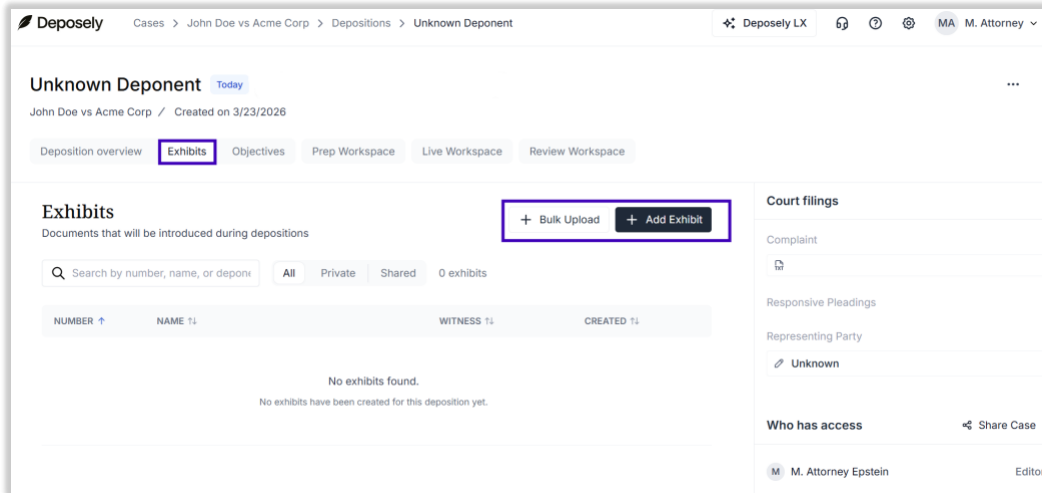 Deposely Cases > John Doe vs Acme Corp > Depositions > Unknown Deponent Deposely LX MA M. Attorney
Unknown Deponent Today
John Doe vs Acme Corp / Created on 3/23/2026
Deposition overview Exhibits Objectives Prep Workspace Live Workspace Review Workspace
Exhibits
Documents that will be introduced during depositions
+ Bulk Upload + Add Exhibit
Search by number, name, or depone
All Private Shared 0 exhibits
NUMBER ↑ NAME ↑↓ WITNESS ↑↓ CREATED ↑↓
No exhibits found.
No exhibits have been created for this deposition yet.
Court filings
Complaint
TXT
Responsive Pleadings
Representing Party
Unknown
Who has access Share Case
M M. Attorney Epstein Editor